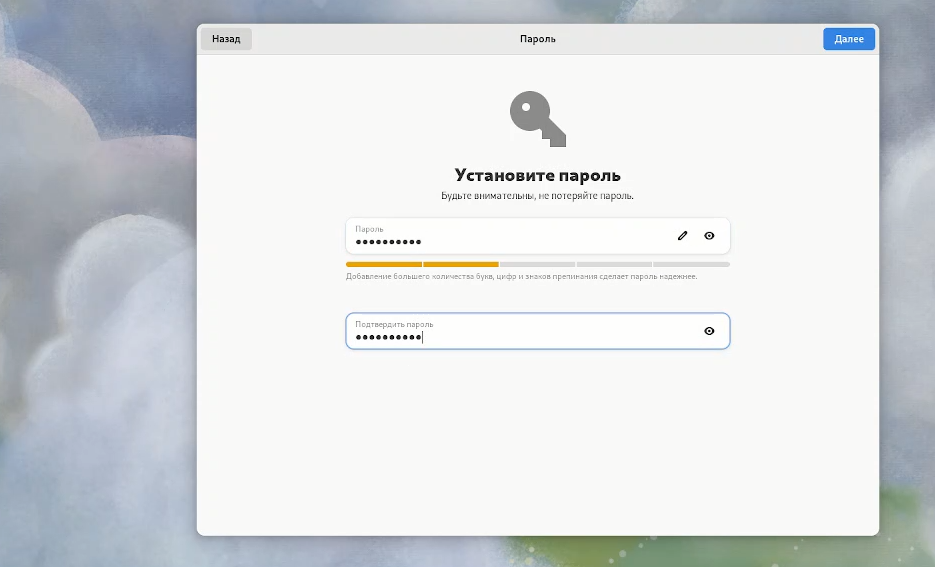 Назад
Пароль
Далее
Установите пароль
Будьте внимательны, не потеряйте пароль.
Пароль
●●●●●●●●●●
Добавление большего количества букв, цифр и знаков препинания сделает пароль надежнее.
Подтвердить пароль
●●●●●●●●●●